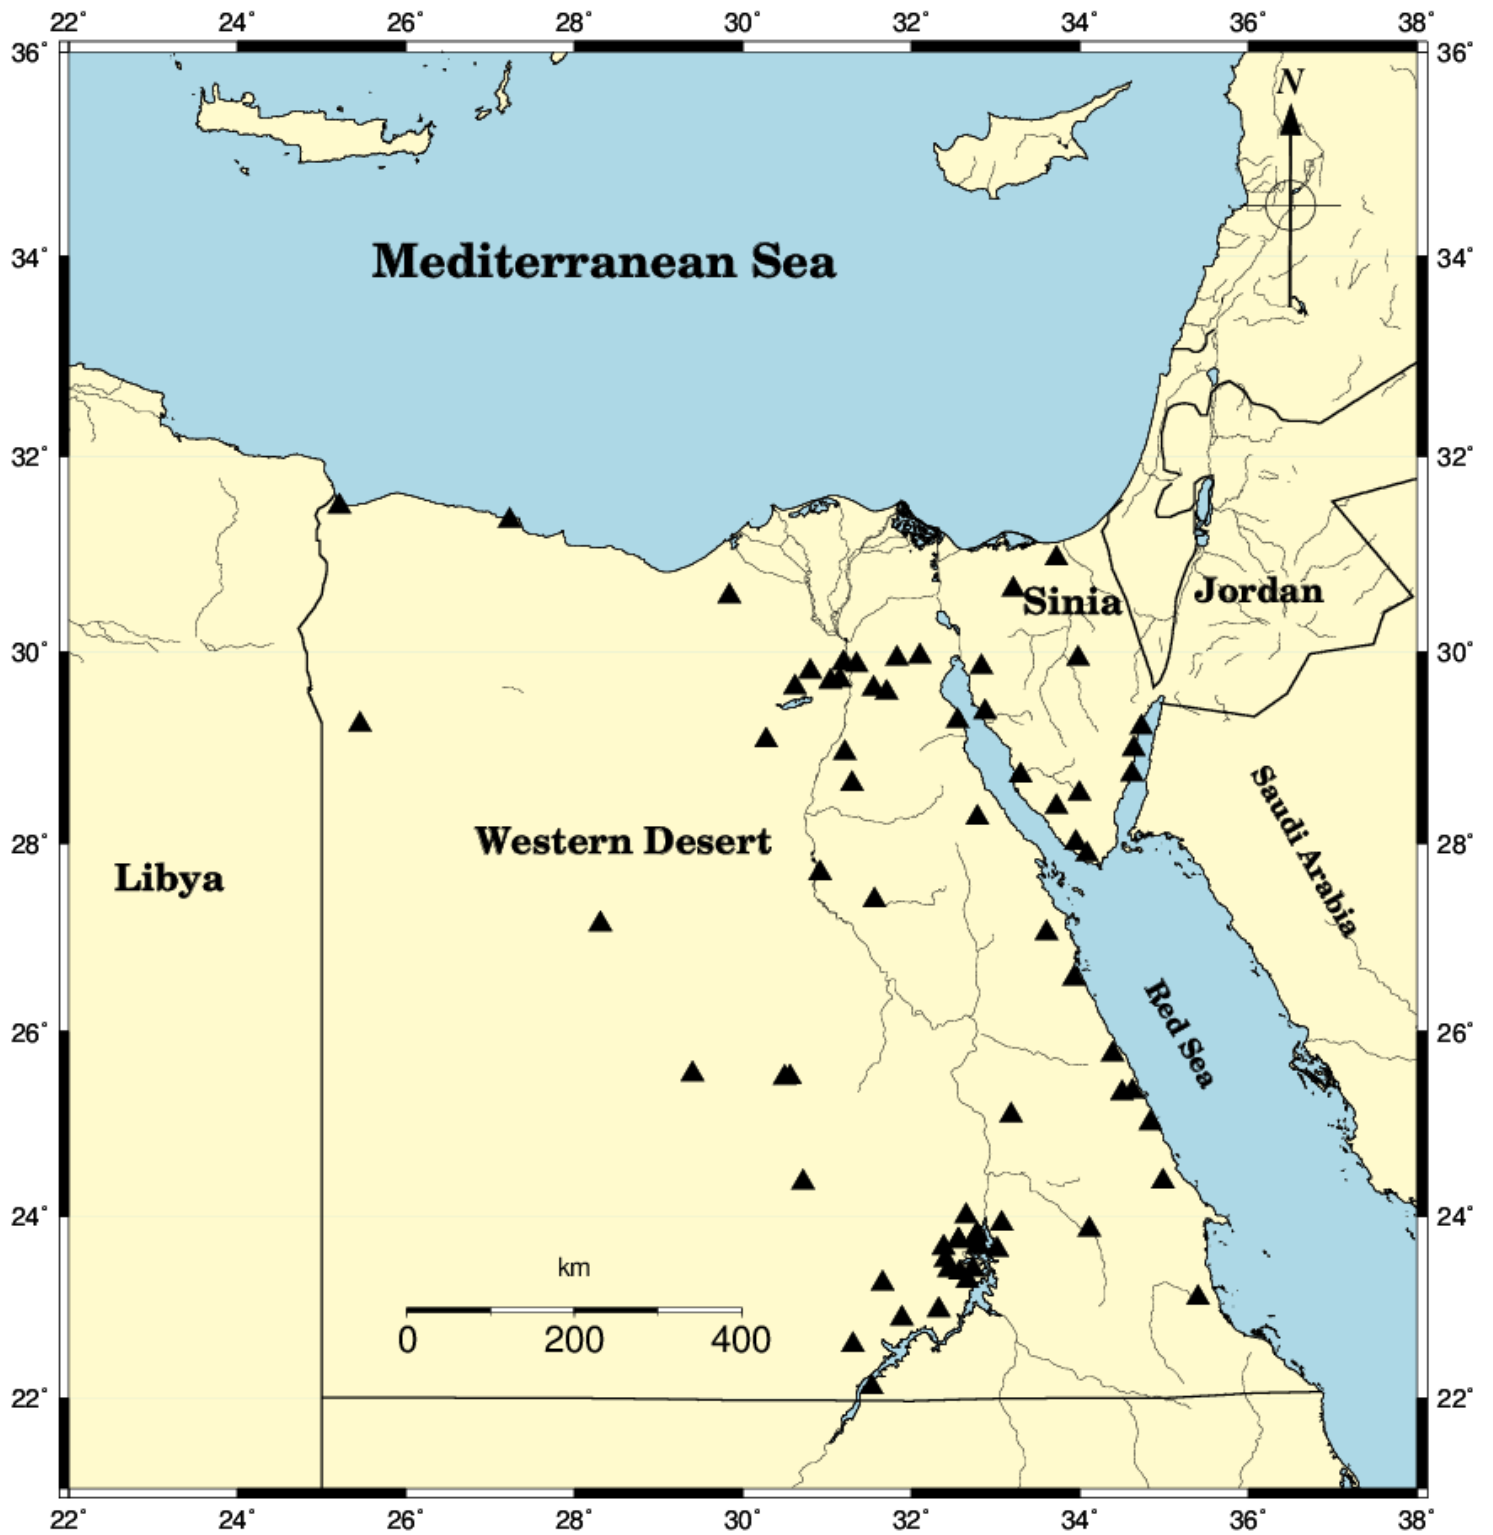 22° 24° 26° 28° 30° 32° 34° 36° 38°
36° 36°
N
34° Mediterranean Sea 34°
32° 32°
Sinia Jordan
30° 30°
Saudi Arabia
Western Desert
28° 28°
Libya
Red Sea
26° 26°
24° 24°
km
0 200 400
22° 22°
22° 24° 26° 28° 30° 32° 34° 36° 38°